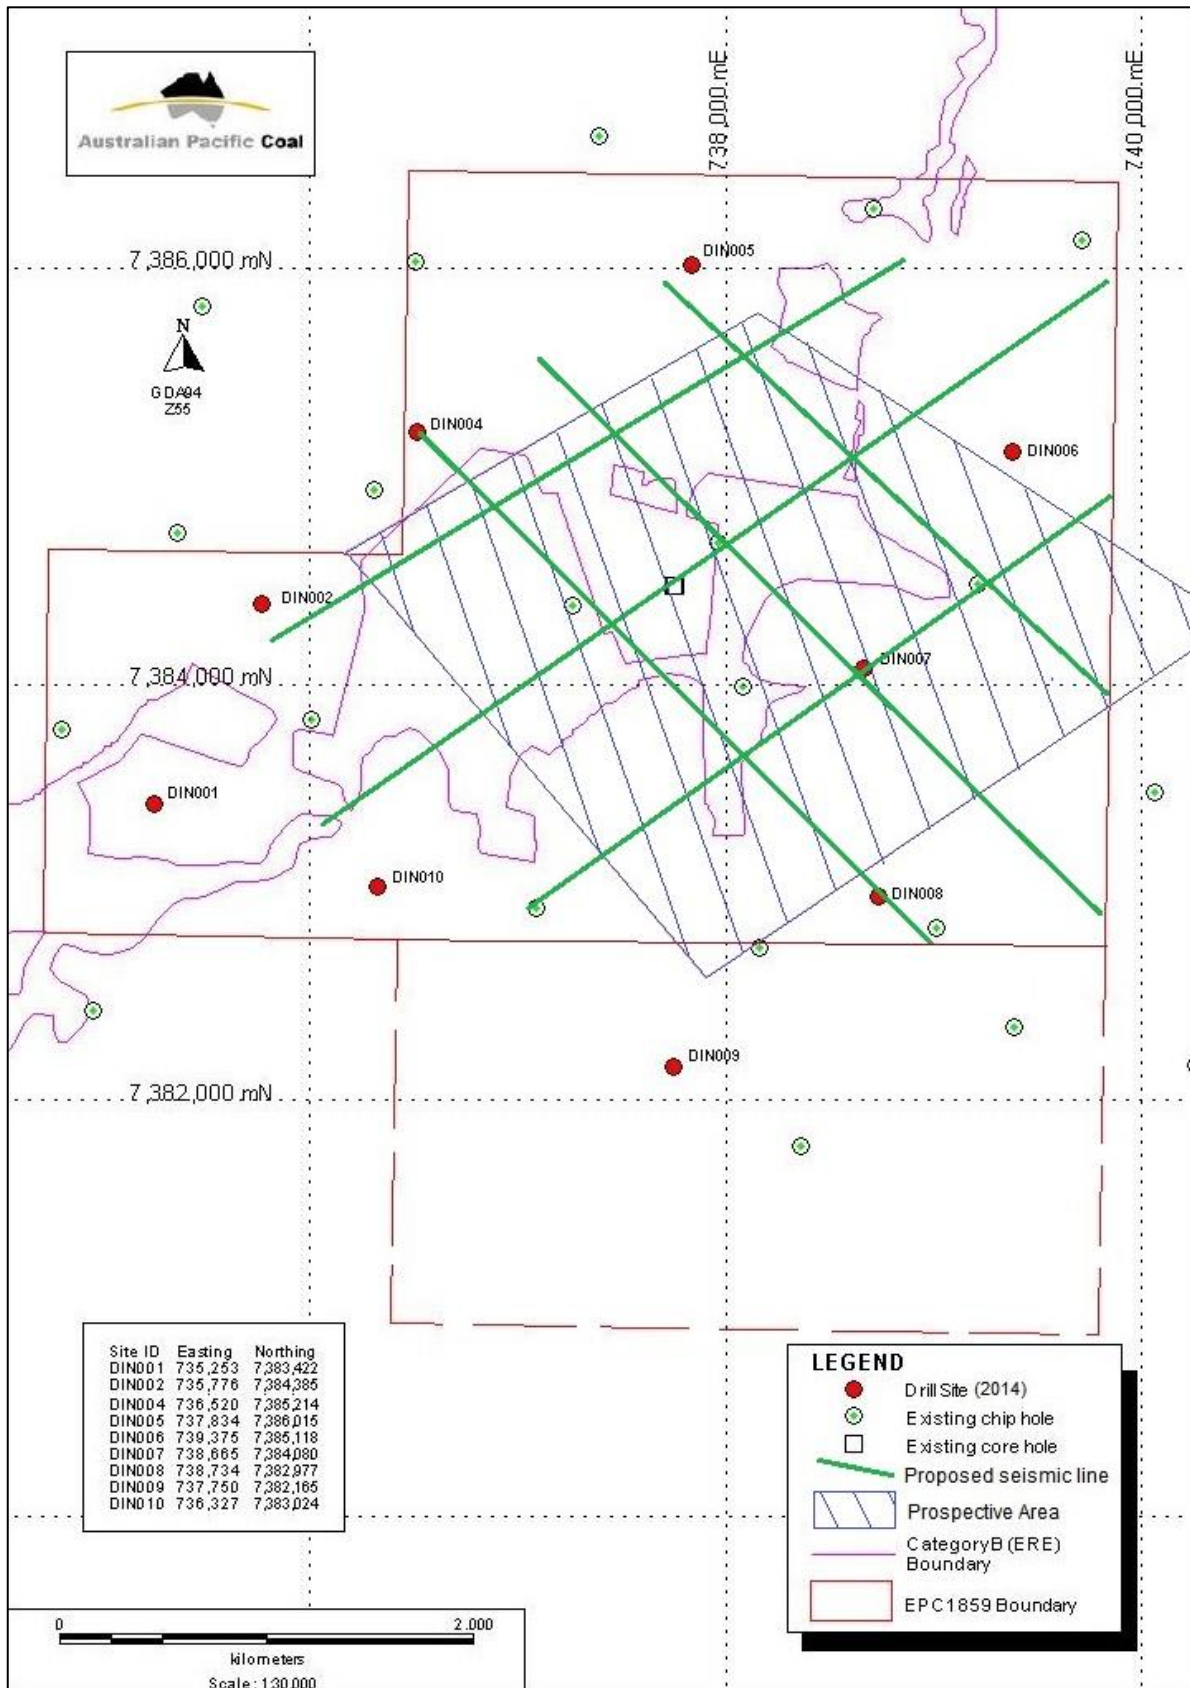 Australian Pacific Coal
738,000.mE
740,000.mE
7,386,000 mN
DIN005
N
GDA94
Z55
DIN004
DIN006
DIN002
DIN007
7,384,000 mN
DIN001
DIN010
DIN008
DIN009
7,382,000 mN
Site ID Easting Northing
DIN001 735,253 7,383,422
DIN002 735,776 7,384,385
DIN004 736,520 7,385,214
DIN005 737,834 7,386,015
DIN006 739,375 7,385,118
DIN007 738,665 7,384,080
DIN008 738,734 7,382,977
DIN009 737,750 7,382,165
DIN010 736,327 7,383,024
LEGEND
Drill Site (2014)
Existing chip hole
Existing core hole
Proposed seismic line
Prospective Area
Category B (ERE)
Boundary
EPC1859 Boundary
0 2.000
kilometers
Scale : 1:30,000